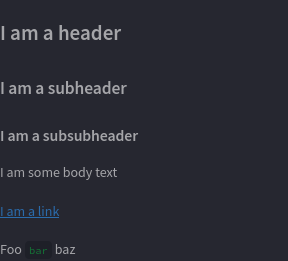 I am a header
I am a subheader
I am a subsubheader
I am some body text
I am a link
Foo bar baz